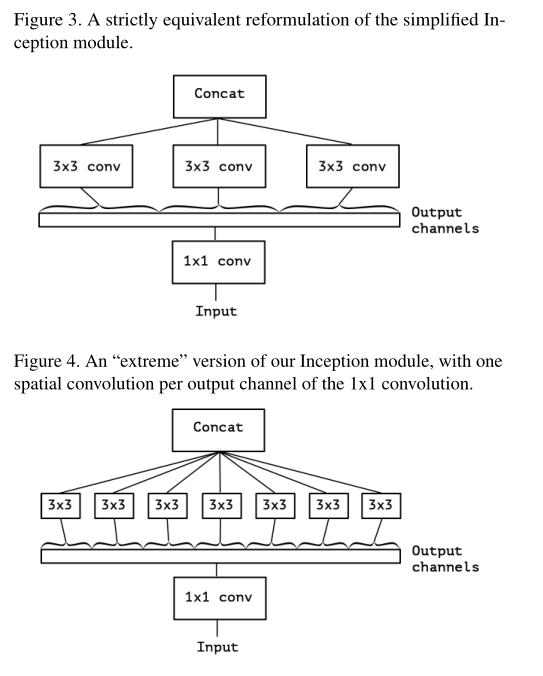 Figure 3. A strictly equivalent reformulation of the simplified In-
ception module.
Concat
3x3 conv 3x3 conv 3x3 conv
Output
channels
1x1 conv
Input
Figure 4. An “extreme” version of our Inception module, with one
spatial convolution per output channel of the 1x1 convolution.
Concat
3x3 3x3 3x3 3x3 3x3 3x3 3x3
Output
channels
1x1 conv
Input